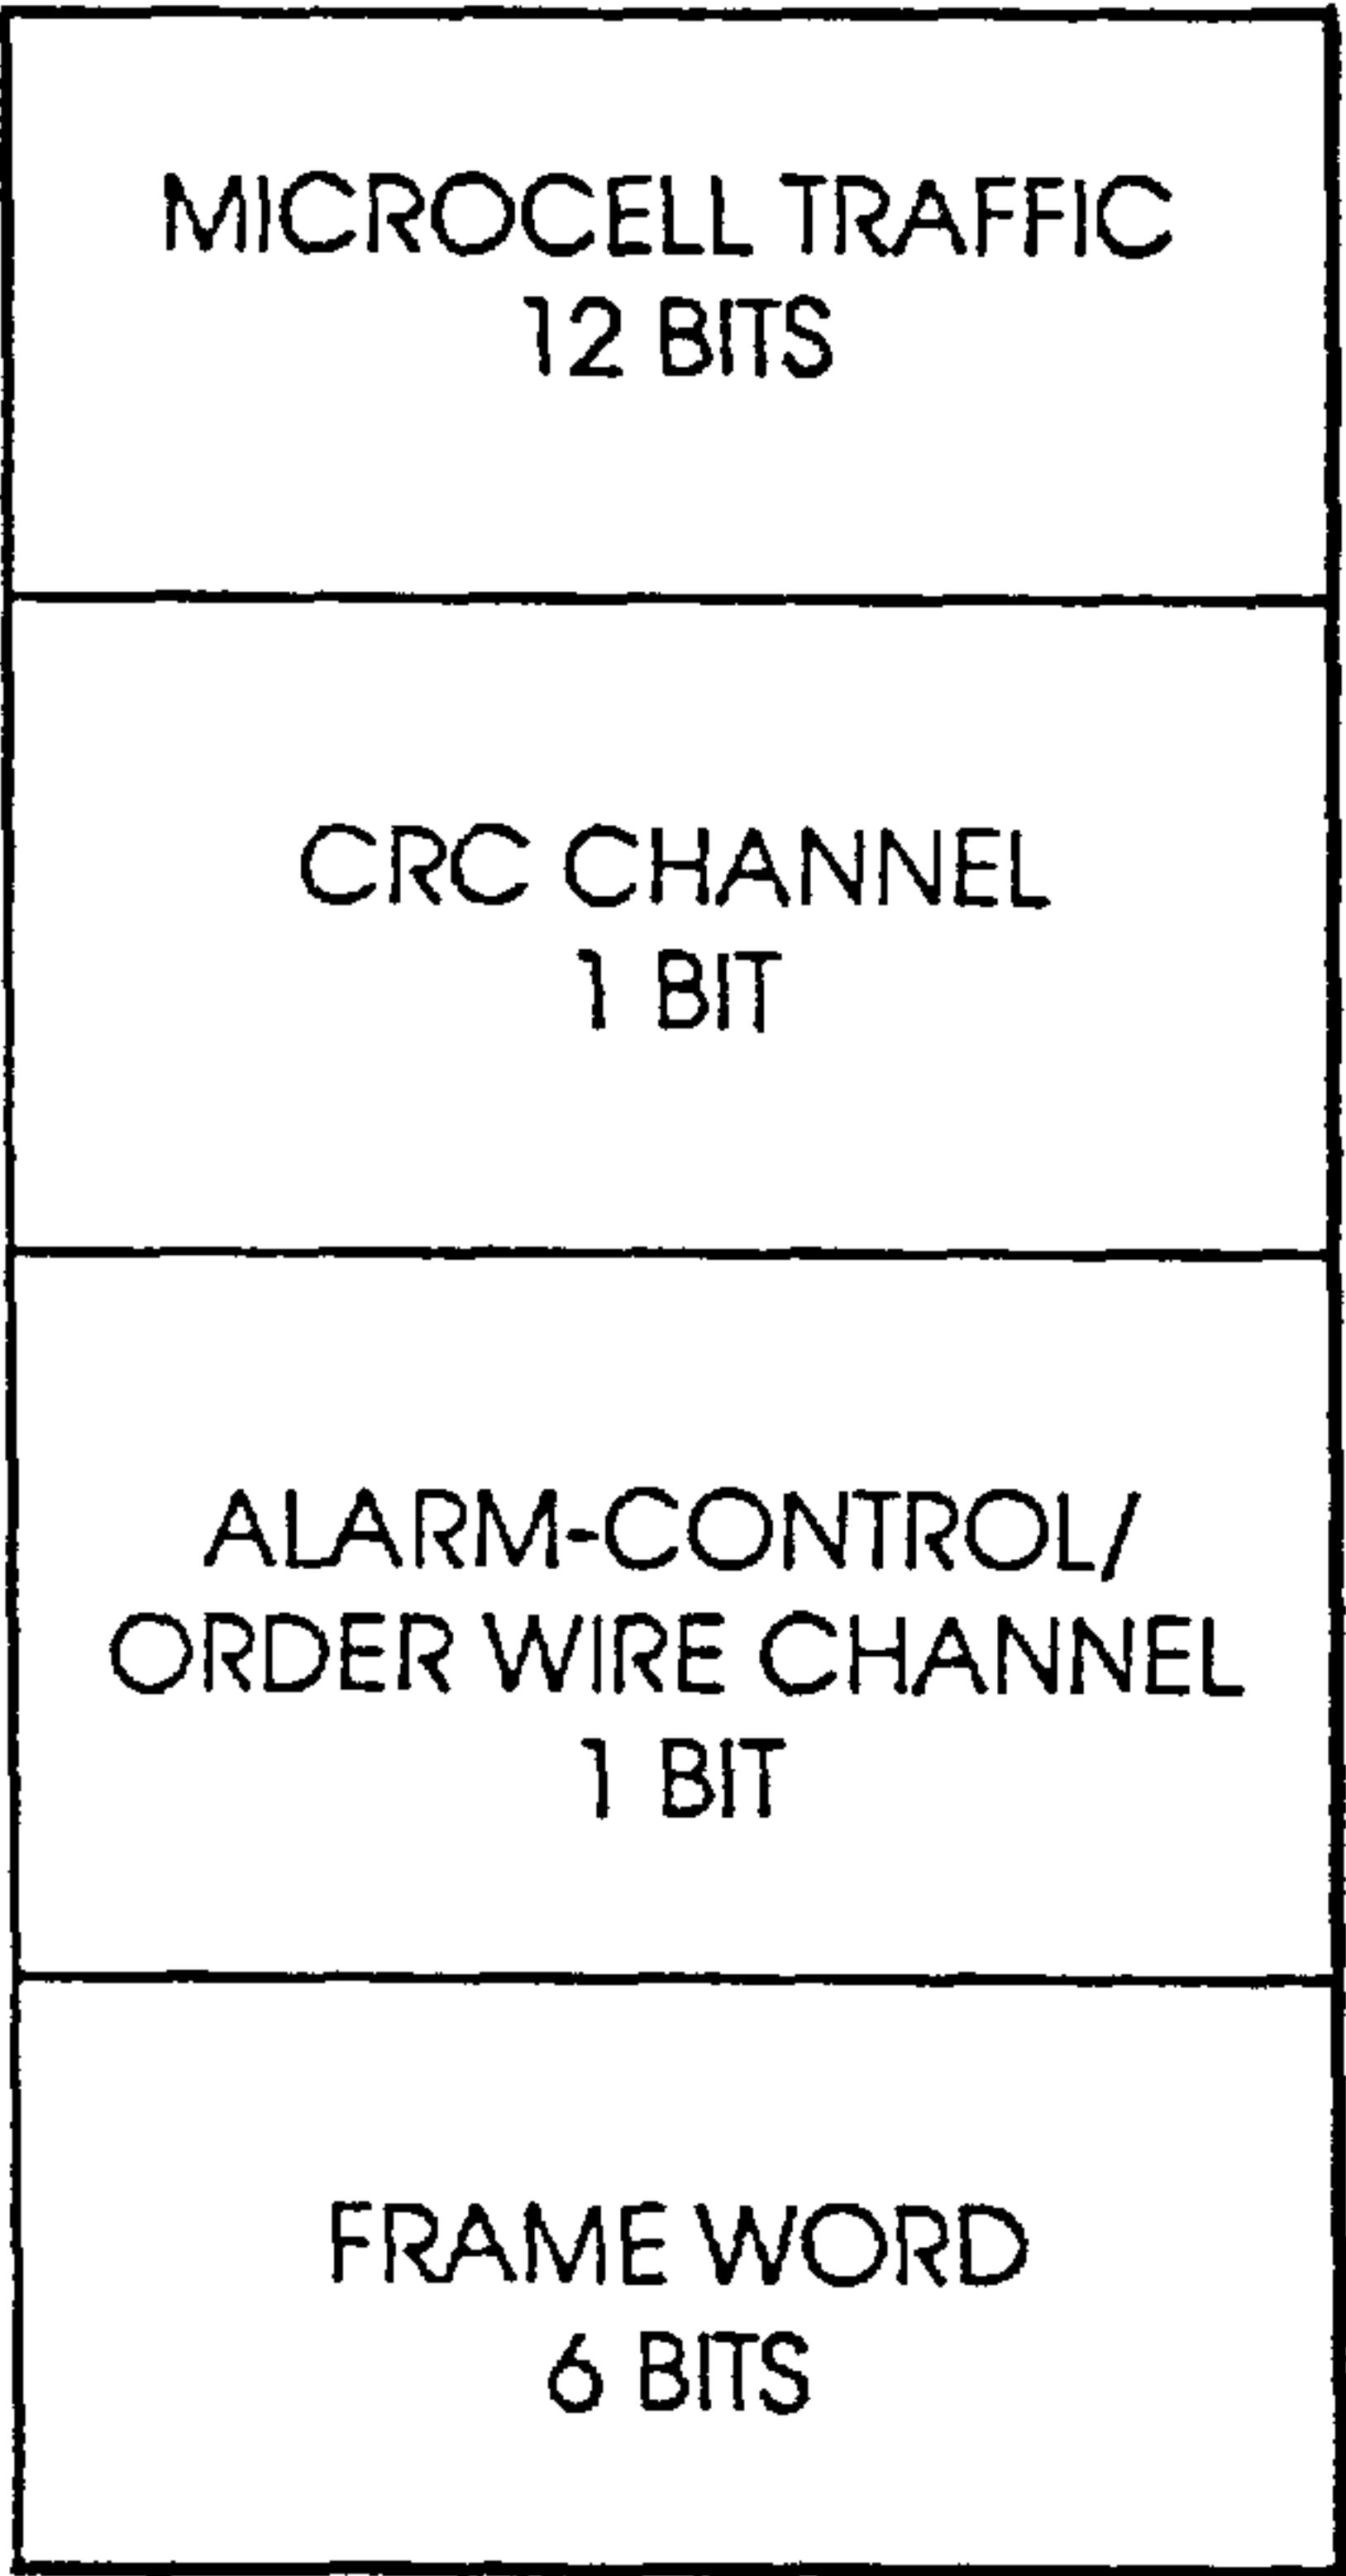 MICROCELL TRAFFIC
12 BITS
CRC CHANNEL
1 BIT
ALARM-CONTROL/
ORDER WIRE CHANNEL
1 BIT
FRAME WORD
6 BITS